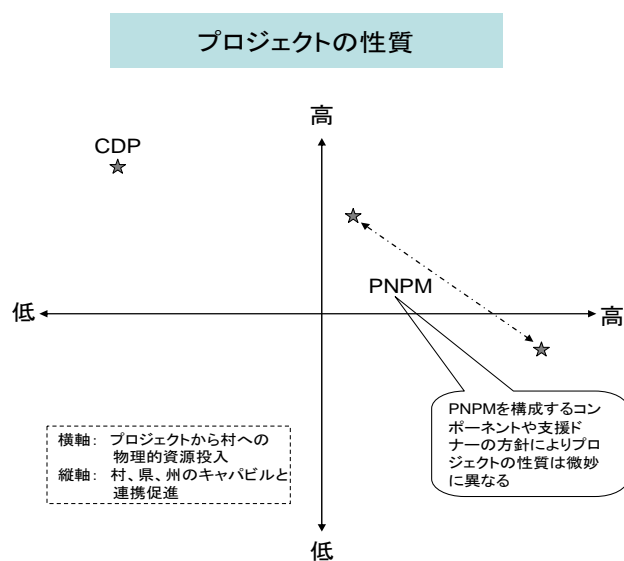 プロジェクトの性質
高
CDP
PNPM
低
高
PNPMを構成するコン
ポーネントや支援ド
ナーの方針によりプロ
ジェクトの性質は微妙
に異なる
横軸： プロジェクトから村への
物理的資源投入
縦軸： 村、県、州のキャパビルと
連携促進
低